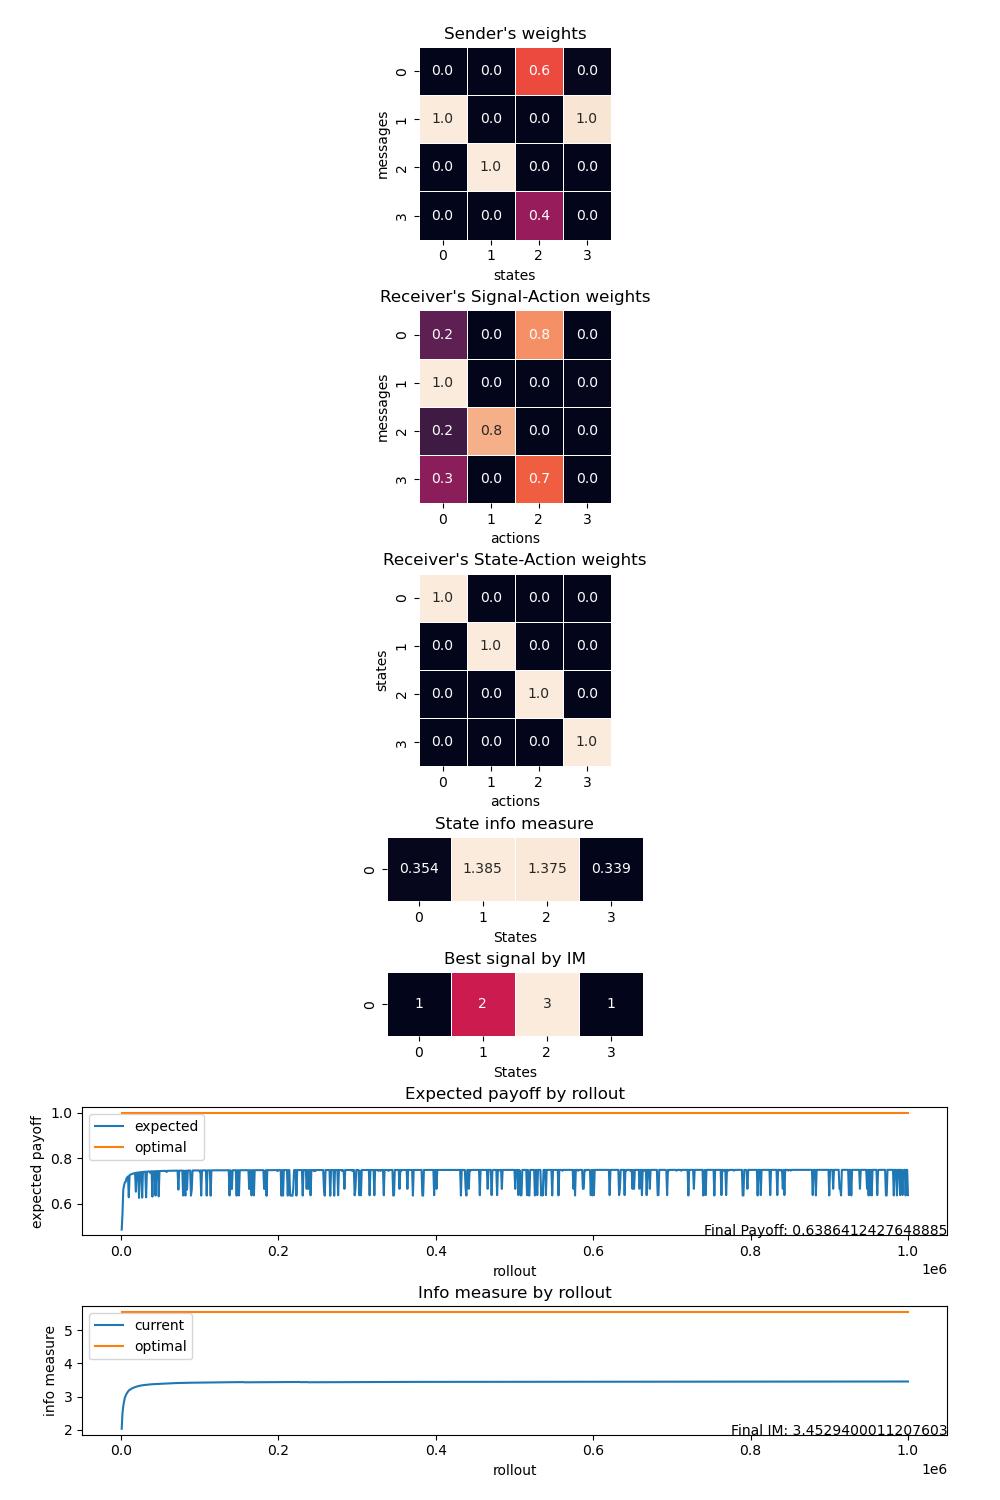 Sender's weights
0 0.0 0.0 0.6 0.0
1 1.0 0.0 0.0 1.0
2 0.0 1.0 0.0 0.0
3 0.0 0.0 0.4 0.0
messages
0 1 2 3
states
Receiver's Signal-Action weights
0 0.2 0.0 0.8 0.0
1 1.0 0.0 0.0 0.0
2 0.2 0.8 0.0 0.0
3 0.3 0.0 0.7 0.0
messages
0 1 2 3
actions
Receiver's State-Action weights
0 1.0 0.0 0.0 0.0
1 0.0 1.0 0.0 0.0
2 0.0 0.0 1.0 0.0
3 0.0 0.0 0.0 1.0
states
0 1 2 3
actions
State info measure
0 0.354 1.385 1.375 0.339
0 1 2 3
States
Best signal by IM
0 1 2 3 1
0 1 2 3
States
Expected payoff by rollout
expected payoff
1.0
0.8
0.6
expected
optimal
Final Payoff: 0.6386412427648885
0.0 0.2 0.4 0.6 0.8 1.0
1e6
rollout
Info measure by rollout
info measure
5
4
3
2
current
optimal
Final IM: 3.4529400011207603
0.0 0.2 0.4 0.6 0.8 1.0
1e6
rollout